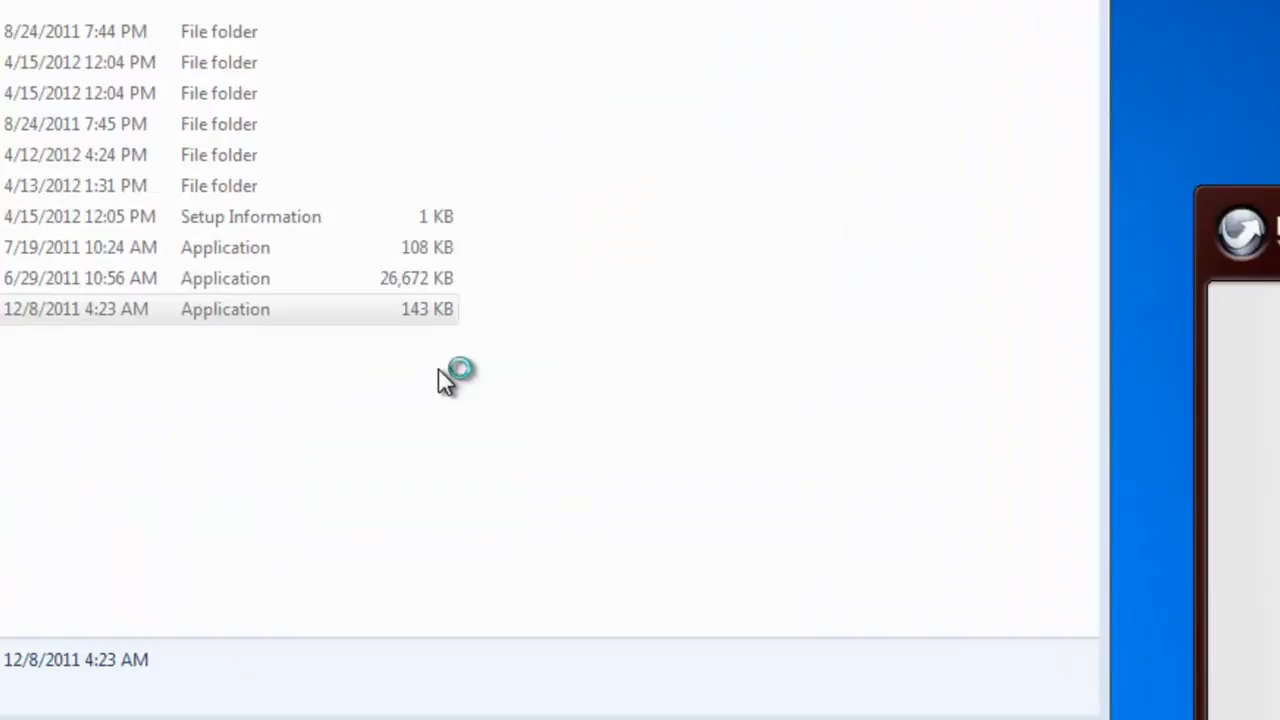 8/24/2011 7:44 PM File folder
4/15/2012 12:04 PM File folder
4/15/2012 12:04 PM File folder
8/24/2011 7:45 PM File folder
4/12/2012 4:24 PM File folder
4/13/2012 1:31 PM File folder
4/15/2012 12:05 PM Setup Information 1 KB
7/19/2011 10:24 AM Application 108 KB
6/29/2011 10:56 AM Application 26,672 KB
12/8/2011 4:23 AM Application 143 KB
12/8/2011 4:23 AM